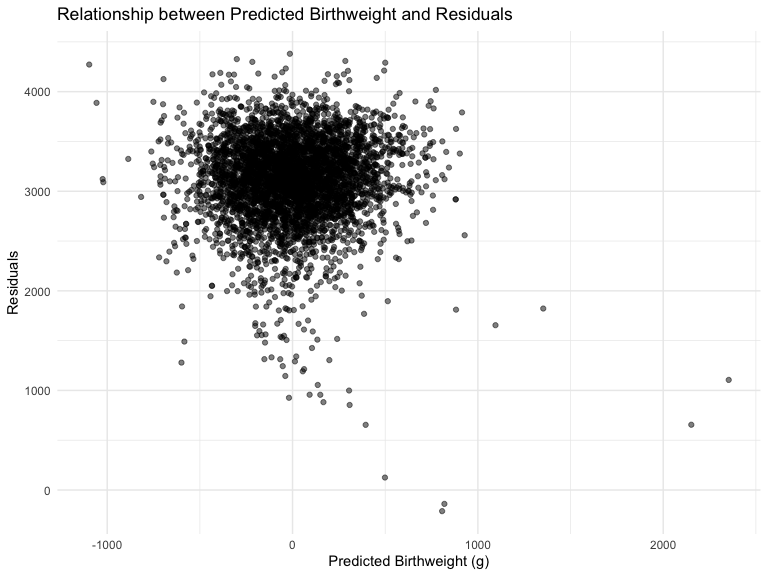 Relationship between Predicted Birthweight and Residuals
Residuals
4000
3000
2000
1000
0
-1000 0 1000 2000
Predicted Birthweight (g)